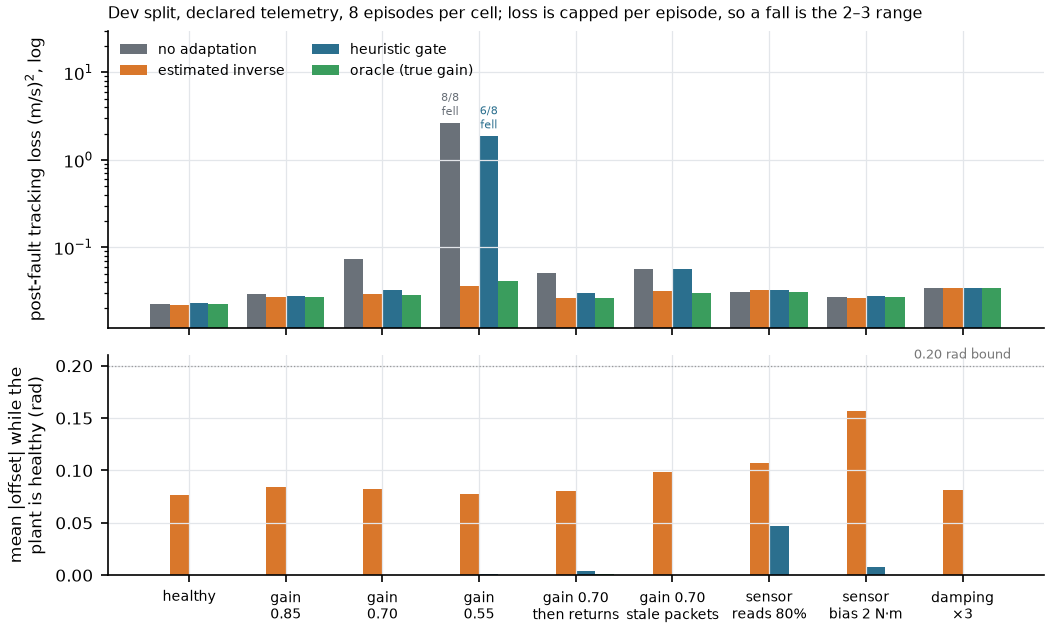 Dev split, declared telemetry, 8 episodes per cell; loss is capped per episode, so a fall is the 2–3 range
post-fault tracking loss (m/s)², log
10¹
10⁰
10⁻¹
no adaptation
estimated inverse
heuristic gate
oracle (true gain)
8/8
fell
6/8
fell
mean |offset| while the
plant is healthy (rad)
0.20
0.15
0.10
0.05
0.00
0.20 rad bound
healthy
gain
0.85
gain
0.70
gain
0.55
gain 0.70
then returns
gain 0.70
stale packets
sensor
reads 80%
sensor
bias 2 N·m
damping
×3